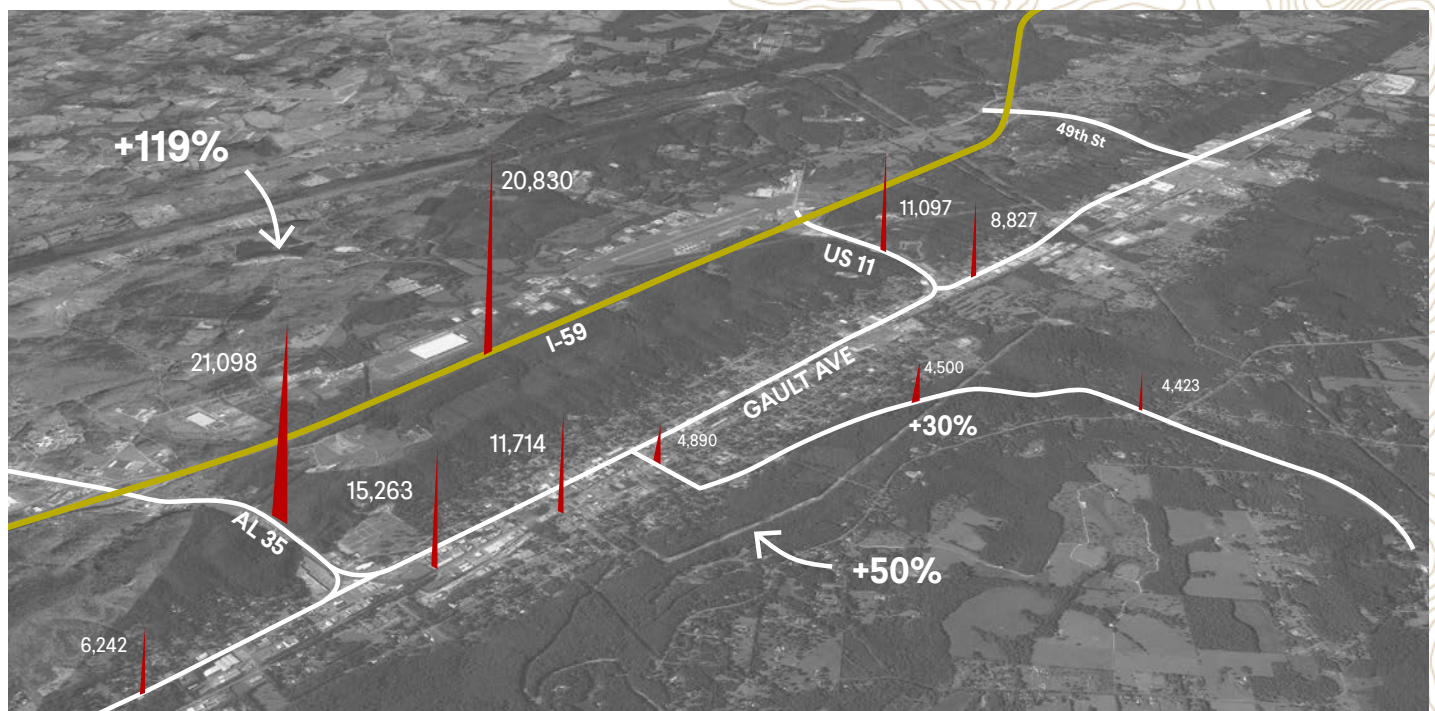 +119%
20,830
49th St
11,097
8,827
US 11
I-59
21,098
GAULT AVE
4,500
4,423
+30%
4,890
11,714
15,263
AL 35
+50%
6,242